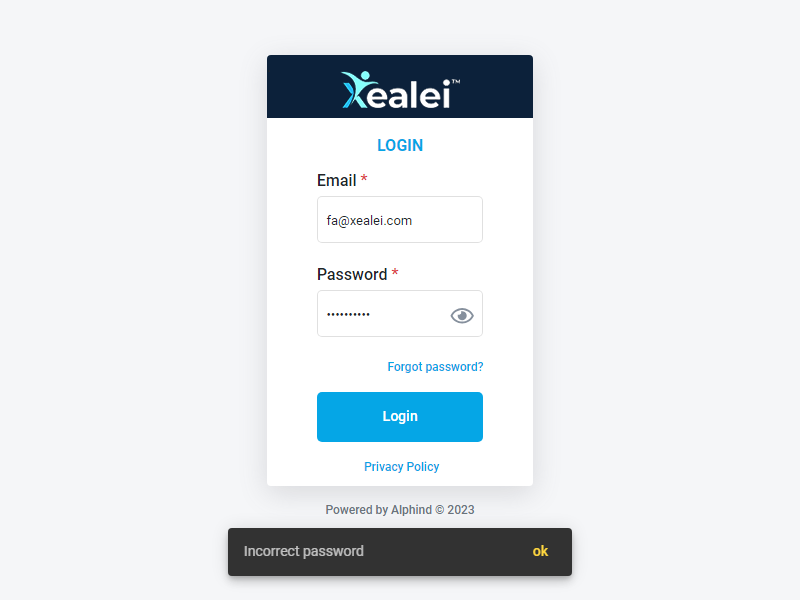 Xealei™
LOGIN
Email *
fa@xealei.com
Password *
••••••••••
Forgot password?
Login
Privacy Policy
Powered by Alphind © 2023
Incorrect password ok